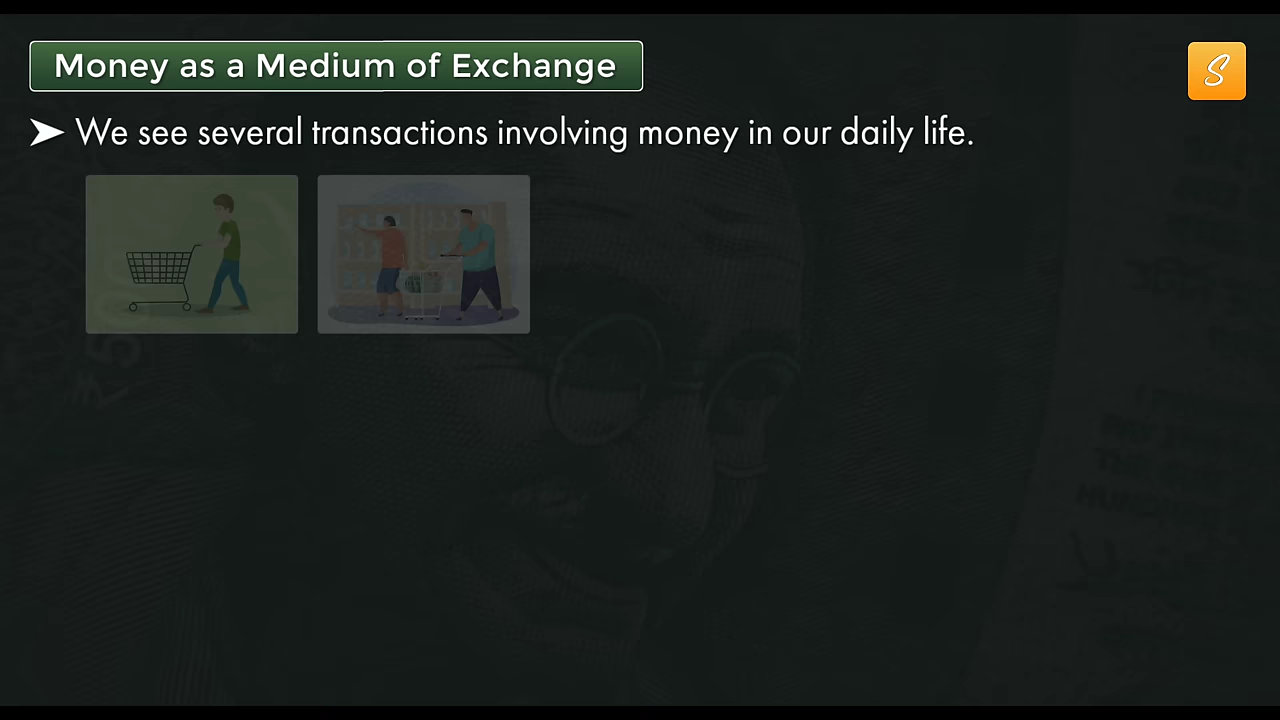 Money as a Medium of Exchange
S
➤ We see several transactions involving money in our daily life.